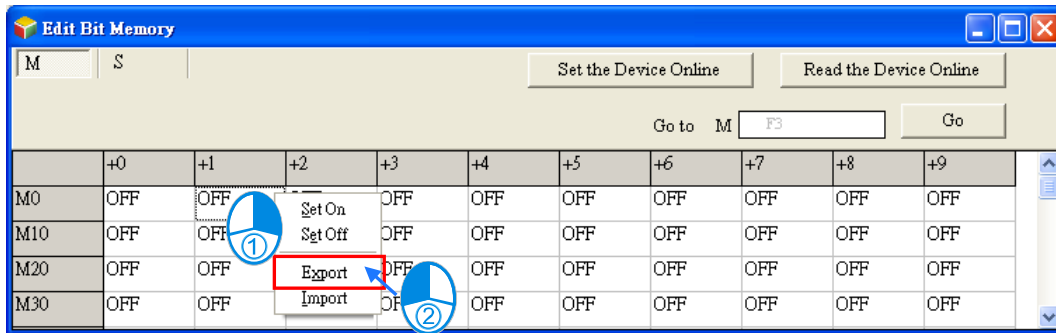 Edit Bit Memory
M S Set the Device Online Read the Device Online
Go to M F3 Go
+0 +1 +2 +3 +4 +5 +6 +7 +8 +9
M0 OFF OFF OFF OFF OFF OFF OFF OFF OFF
Set On
M10 OFF OFF Set Off OFF OFF OFF OFF OFF OFF OFF
1
M20 OFF OFF Export OFF OFF OFF OFF OFF OFF OFF
M30 OFF OFF Import OFF OFF OFF OFF OFF OFF
2